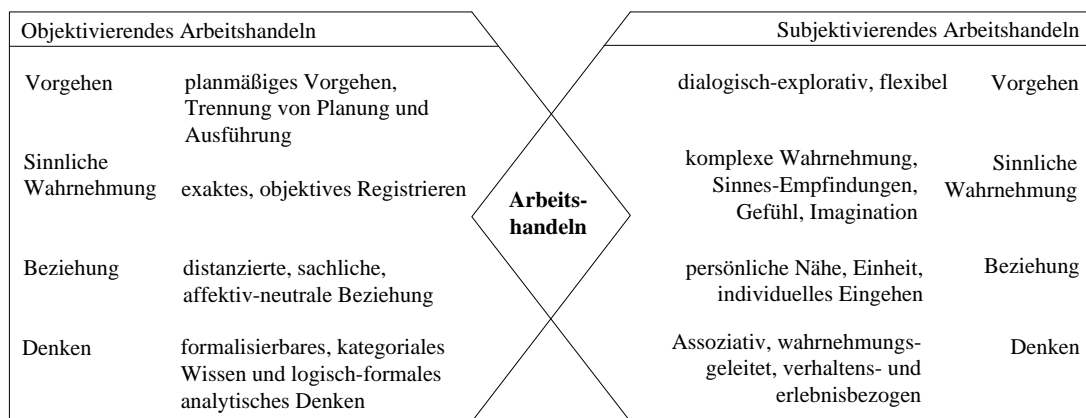 Objektivierendes Arbeitshandeln
Subjektivierendes Arbeitshandeln
Vorgehen
planmäßiges Vorgehen,
Trennung von Planung und
Ausführung
dialogisch-explorativ, flexibel
Vorgehen
Sinnliche
Wahrnehmung
exaktes, objektives Registrieren
komplexe Wahrnehmung,
Sinnes-Empfindungen,
Gefühl, Imagination
Sinnliche
Wahrnehmung
Arbeits-
handeln
Beziehung
distanzierte, sachliche,
affektiv-neutrale Beziehung
persönliche Nähe, Einheit,
individuelles Eingehen
Beziehung
Denken
formalisierbares, kategoriales
Wissen und logisch-formales
analytisches Denken
Assoziativ, wahrnehmungs-
geleitet, verhaltens- und
erlebnisbezogen
Denken